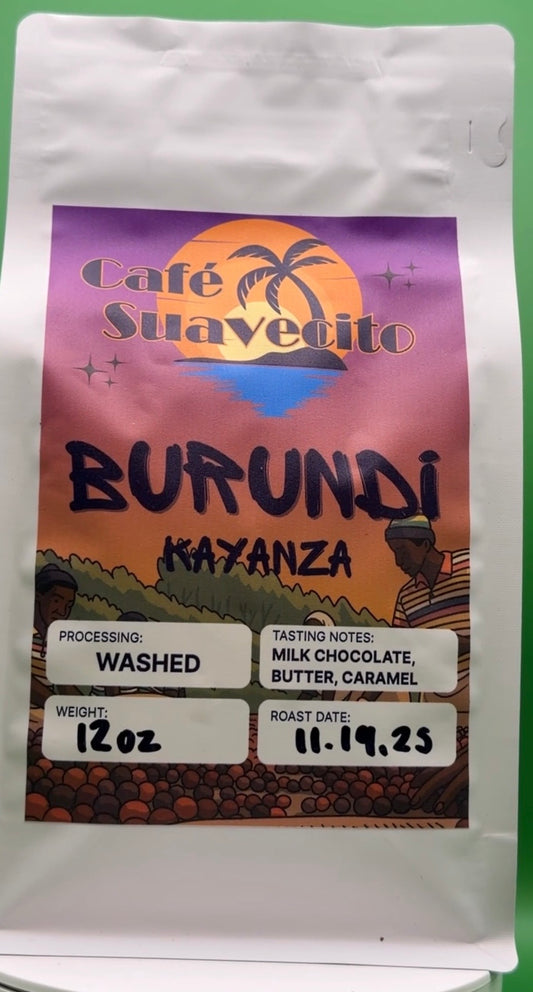 Café
Suavecito
BURUNDI
KAYANZA
PROCESSING:
WASHED
TASTING NOTES:
MILK CHOCOLATE,
BUTTER, CARAMEL
WEIGHT:
12oz
ROAST DATE:
11.19.25